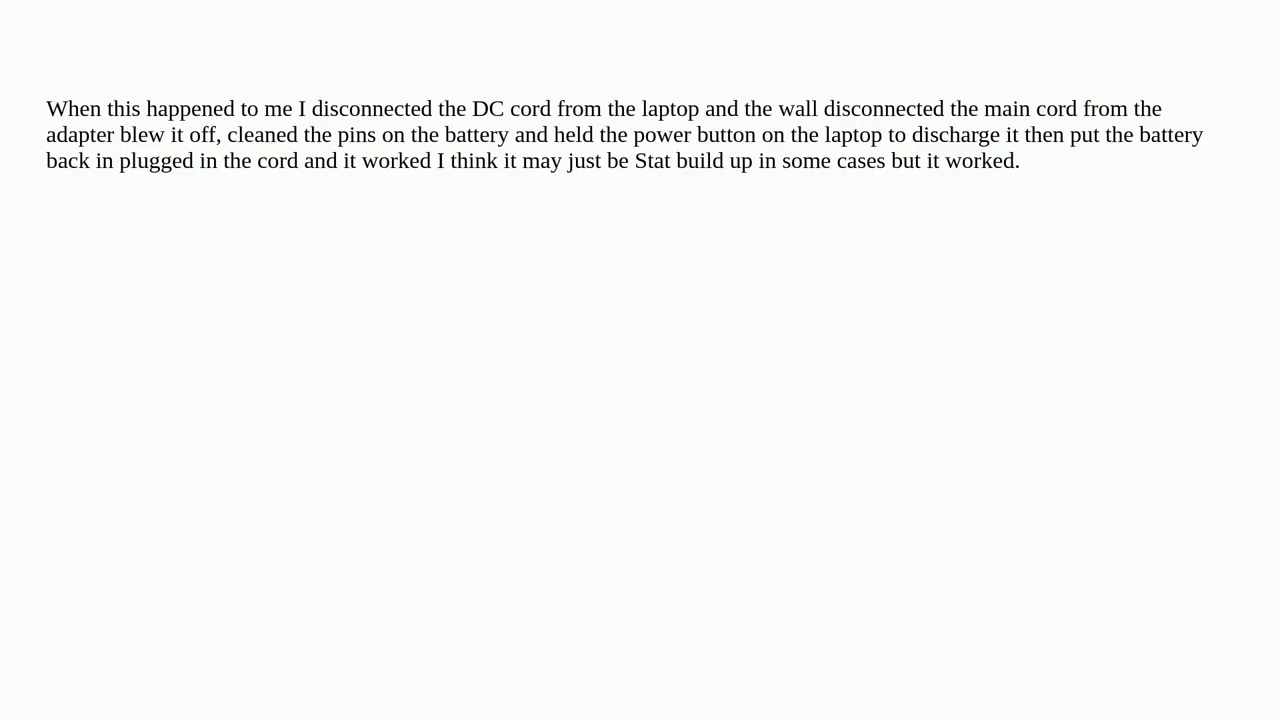 When this happened to me I disconnected the DC cord from the laptop and the wall disconnected the main cord from the
adapter blew it off, cleaned the pins on the battery and held the power button on the laptop to discharge it then put the battery
back in plugged in the cord and it worked I think it may just be Stat build up in some cases but it worked.